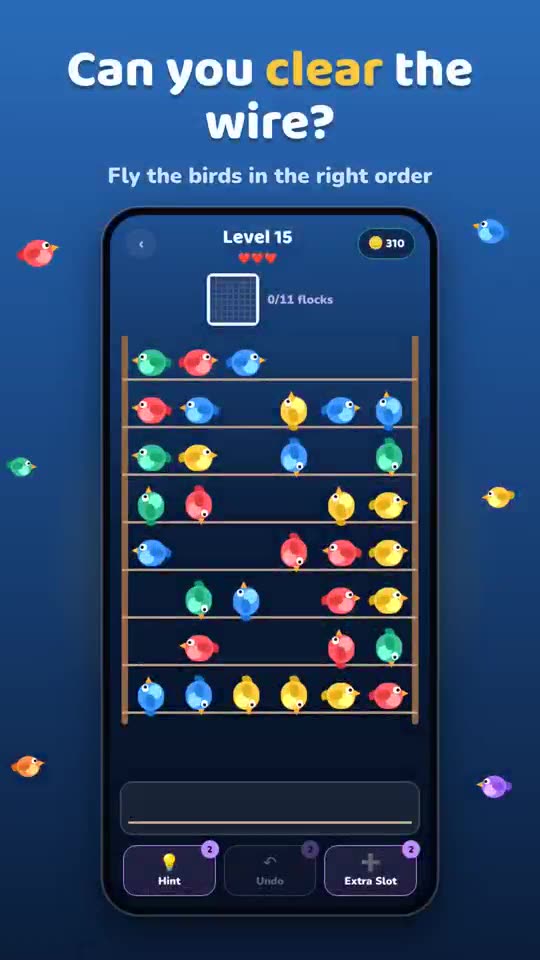 Can you clear the
wire?
Fly the birds in the right order
Level 15
310
0/11 flocks
2
Hint
2
Undo
2
Extra Slot